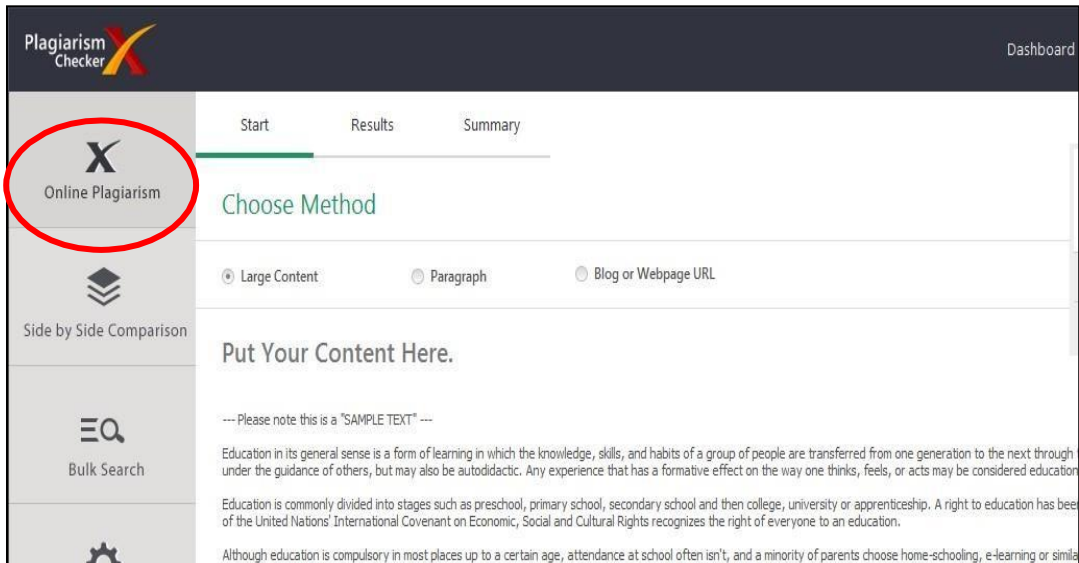 Plagiarism
Checker
Dashboard
Online Plagiarism
Side by Side Comparison
Bulk Search
Start Results Summary
Choose Method
Large Content Paragraph Blog or Webpage URL
Put Your Content Here.
--- Please note this is a "SAMPLE TEXT" ---
Education in its general sense is a form of learning in which the knowledge, skills, and habits of a group of people are transferred from one generation to the next through
under the guidance of others, but may also be autodidactic. Any experience that has a formative effect on the way one thinks, feels, or acts may be considered education
Education is commonly divided into stages such as preschool, primary school, secondary school and then college, university or apprenticeship. A right to education has been
of the United Nations' International Covenant on Economic, Social and Cultural Rights recognizes the right of everyone to an education.
Although education is compulsory in most places up to a certain age, attendance at school often isn't, and a minority of parents choose home-schooling, e-learning or